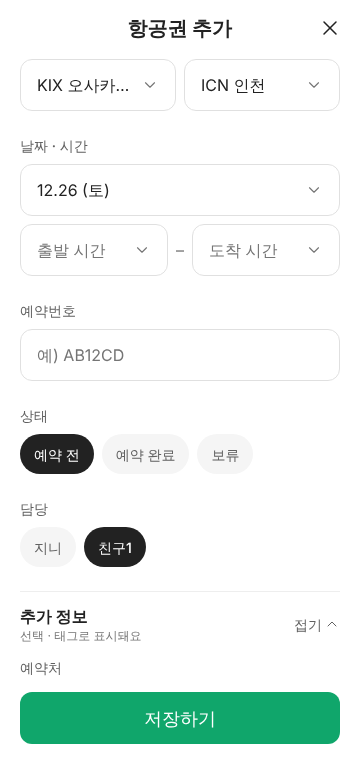 항공권 추가
KIX 오사카... ICN 인천
날짜 · 시간
12.26 (토)
출발 시간 – 도착 시간
예약번호
예) AB12CD
상태
예약 전 예약 완료 보류
담당
지니 친구1
추가 정보 접기
선택 · 태그로 표시돼요
예약처
저장하기